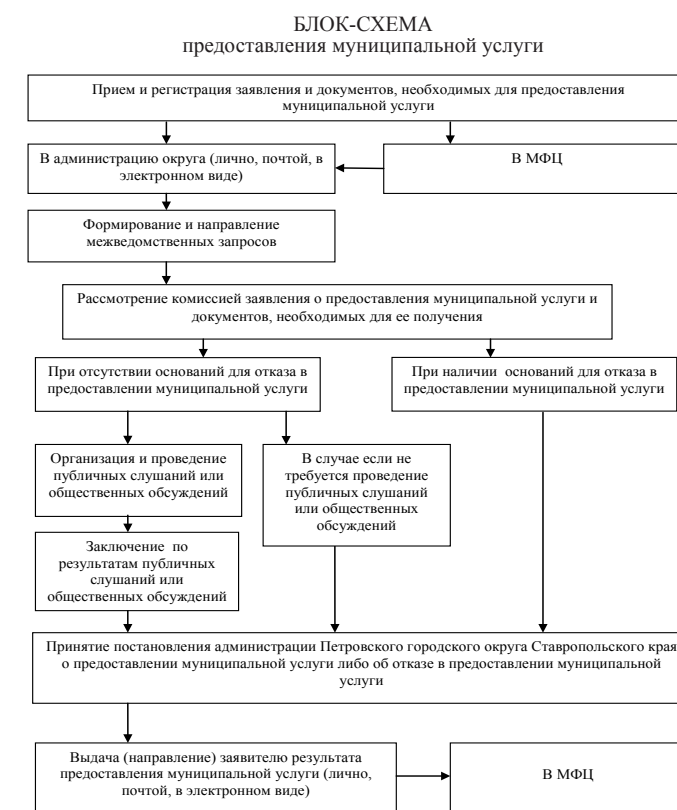 БЛОК-СХЕМА
предоставления муниципальной услуги
Прием и регистрация заявления и документов, необходимых для предоставления
муниципальной услуги
В администрацию округа (лично, почтой, в
электронном виде)
В МФЦ
Формирование и направление
межведомственных запросов
Рассмотрение комиссией заявления о предоставления муниципальной услуги и
документов, необходимых для ее получения
При отсутствии оснований для отказа в
предоставлении муниципальной услуги
При наличии оснований для отказа в
предоставлении муниципальной услуги
Организация и проведение
публичных слушаний или
общественных обсуждений
В случае если не
требуется проведение
публичных слушаний
или общественных
обсуждений
Заключение по
результатам публичных
слушаний или
общественных обсуждений
Принятие постановления администрации Петровского городского округа Ставропольского края
о предоставлении муниципальной услуги либо об отказе в предоставлении муниципальной
услуги
Выдача (направление) заявителю результата
предоставления муниципальной услуги (лично,
почтой, в электронном виде)
В МФЦ